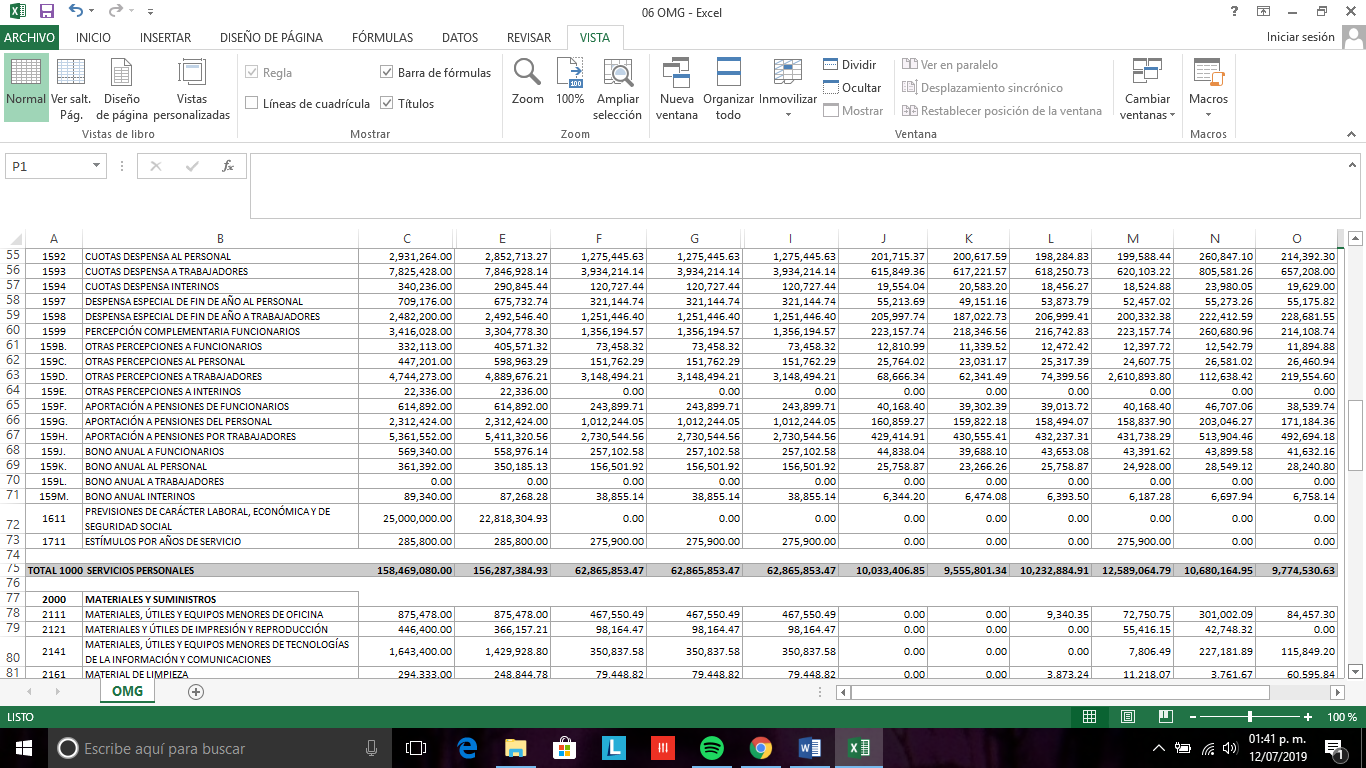 06 OMG - Excel
ARCHIVO INICIO INSERTAR DISEÑO DE PÁGINA FÓRMULAS DATOS REVISAR VISTA Iniciar sesión
Normal Ver salt. Pág. Diseño de página Vistas personalizadas
Vistas de libro
Regla Barra de fórmulas
Líneas de cuadrícula Títulos
Mostrar
Zoom 100% Ampliar selección
Zoom
Nueva ventana Organizar todo Inmovilizar
Dividir
Ocultar
Mostrar
Ver en paralelo
Desplazamiento sincrónico
Restablecer posición de la ventana
Cambiar ventanas
Ventana
Macros
Macros
P1 fx
A B C E F G I J K L M N O
55 1592 CUOTAS DESPENSA AL PERSONAL 2,931,264.00 2,852,713.27 1,275,445.63 1,275,445.63 1,275,445.63 201,715.37 200,617.59 198,284.83 199,588.44 260,847.10 214,392.30
56 1593 CUOTAS DESPENSA A TRABAJADORES 7,825,428.00 7,846,928.14 3,934,214.14 3,934,214.14 3,934,214.14 615,849.36 617,221.57 618,250.73 620,103.22 805,581.26 657,208.00
57 1594 CUOTAS DESPENSA INTERINOS 340,236.00 290,845.44 120,727.44 120,727.44 120,727.44 19,554.04 20,583.20 18,456.27 18,524.88 23,980.05 19,629.00
58 1597 DESPENSA ESPECIAL DE FIN DE AÑO AL PERSONAL 709,176.00 675,732.74 321,144.74 321,144.74 321,144.74 55,213.69 49,151.16 53,873.79 52,457.02 55,273.26 55,175.82
59 1598 DESPENSA ESPECIAL DE FIN DE AÑO A TRABAJADORES 2,482,200.00 2,492,546.40 1,251,446.40 1,251,446.40 1,251,446.40 205,997.74 187,022.73 206,999.41 200,332.38 222,412.59 228,681.55
60 1599 PERCEPCIÓN COMPLEMENTARIA FUNCIONARIOS 3,416,028.00 3,304,778.30 1,356,194.57 1,356,194.57 1,356,194.57 223,157.74 218,346.56 216,742.83 223,157.74 260,680.96 214,108.74
61 159B. OTRAS PERCEPCIONES A FUNCIONARIOS 332,113.00 405,571.32 73,458.32 73,458.32 73,458.32 12,810.99 11,339.52 12,472.42 12,397.72 12,542.79 11,894.88
62 159C. OTRAS PERCEPCIONES AL PERSONAL 447,201.00 598,963.29 151,762.29 151,762.29 151,762.29 25,764.02 23,031.17 25,317.39 24,607.75 26,581.02 26,460.94
63 159D. OTRAS PERCEPCIONES A TRABAJADORES 4,744,273.00 4,889,676.21 3,148,494.21 3,148,494.21 3,148,494.21 68,666.34 62,341.49 74,399.56 2,610,893.80 112,638.42 219,554.60
64 159E. OTRAS PERCEPCIONES A INTERINOS 22,336.00 22,336.00 0.00 0.00 0.00 0.00 0.00 0.00 0.00 0.00 0.00
65 159F. APORTACIÓN A PENSIONES DE FUNCIONARIOS 614,892.00 614,892.00 243,899.71 243,899.71 243,899.71 40,168.40 39,302.39 39,013.72 40,168.40 46,707.06 38,539.74
66 159G. APORTACIÓN A PENSIONES DEL PERSONAL 2,312,424.00 2,312,424.00 1,012,244.05 1,012,244.05 1,012,244.05 160,859.27 159,822.18 158,494.07 158,837.90 203,046.27 171,184.36
67 159H. APORTACIÓN A PENSIONES POR TRABAJADORES 5,361,552.00 5,411,320.56 2,730,544.56 2,730,544.56 2,730,544.56 429,414.91 430,555.41 432,237.31 431,738.29 513,904.46 492,694.18
68 159J. BONO ANUAL A FUNCIONARIOS 569,340.00 558,976.14 257,102.58 257,102.58 257,102.58 44,838.04 39,688.10 43,653.08 43,391.62 43,899.58 41,632.16
69 159K. BONO ANUAL AL PERSONAL 361,392.00 350,185.13 156,501.92 156,501.92 156,501.92 25,758.87 23,266.26 25,758.87 24,928.00 28,549.12 28,240.80
70 159L. BONO ANUAL A TRABAJADORES 0.00 0.00 0.00 0.00 0.00 0.00 0.00 0.00 0.00 0.00 0.00
71 159M. BONO ANUAL INTERINOS 89,340.00 87,268.28 38,855.14 38,855.14 38,855.14 6,344.20 6,474.08 6,393.50 6,187.28 6,697.94 6,758.14
72 1611 PREVISIONES DE CARÁCTER LABORAL, ECONÓMICA Y DE SEGURIDAD SOCIAL 25,000,000.00 22,818,304.93 0.00 0.00 0.00 0.00 0.00 0.00 0.00 0.00 0.00
73 1711 ESTÍMULOS POR AÑOS DE SERVICIO 285,800.00 285,800.00 275,900.00 275,900.00 275,900.00 0.00 0.00 0.00 275,900.00 0.00 0.00
74
75 TOTAL 1000 SERVICIOS PERSONALES 158,469,080.00 156,287,384.93 62,865,853.47 62,865,853.47 62,865,853.47 10,033,406.85 9,555,801.34 10,232,884.91 12,589,064.79 10,680,164.95 9,774,530.63
76
77 2000 MATERIALES Y SUMINISTROS
78 2111 MATERIALES, ÚTILES Y EQUIPOS MENORES DE OFICINA 875,478.00 875,478.00 467,550.49 467,550.49 467,550.49 0.00 0.00 9,340.35 72,750.75 301,002.09 84,457.30
79 2121 MATERIALES Y ÚTILES DE IMPRESIÓN Y REPRODUCCIÓN 446,400.00 366,157.21 98,164.47 98,164.47 98,164.47 0.00 0.00 0.00 55,416.15 42,748.32 0.00
80 2141 MATERIALES, ÚTILES Y EQUIPOS MENORES DE TECNOLOGÍAS DE LA INFORMACIÓN Y COMUNICACIONES 1,643,400.00 1,429,928.80 350,837.58 350,837.58 350,837.58 0.00 0.00 0.00 7,806.49 227,181.89 115,849.20
81 2161 MATERIAL DE LIMPIEZA 294,333.00 248,844.78 79,448.82 79,448.82 79,448.82 0.00 0.00 3,873.24 11,218.07 3,761.67 60,595.84
OMG
LISTO 100 %
Escribe aquí para buscar
01:41 p. m.
12/07/2019
1